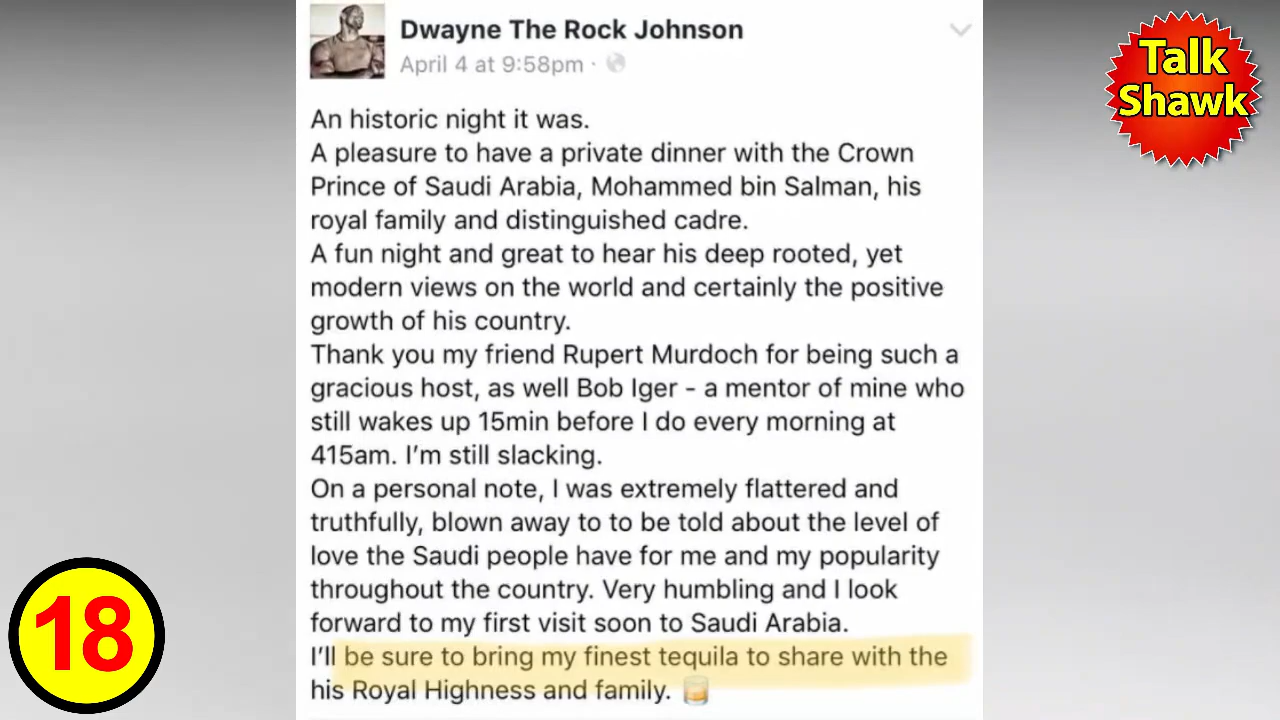 Dwayne The Rock Johnson
April 4 at 9:58pm ·
Talk
Shawk
An historic night it was.
A pleasure to have a private dinner with the Crown
Prince of Saudi Arabia, Mohammed bin Salman, his
royal family and distinguished cadre.
A fun night and great to hear his deep rooted, yet
modern views on the world and certainly the positive
growth of his country.
Thank you my friend Rupert Murdoch for being such a
gracious host, as well Bob Iger - a mentor of mine who
still wakes up 15min before I do every morning at
415am. I'm still slacking.
On a personal note, I was extremely flattered and
truthfully, blown away to to be told about the level of
love the Saudi people have for me and my popularity
throughout the country. Very humbling and I look
forward to my first visit soon to Saudi Arabia.
I'll be sure to bring my finest tequila to share with the
his Royal Highness and family. 🥃
18